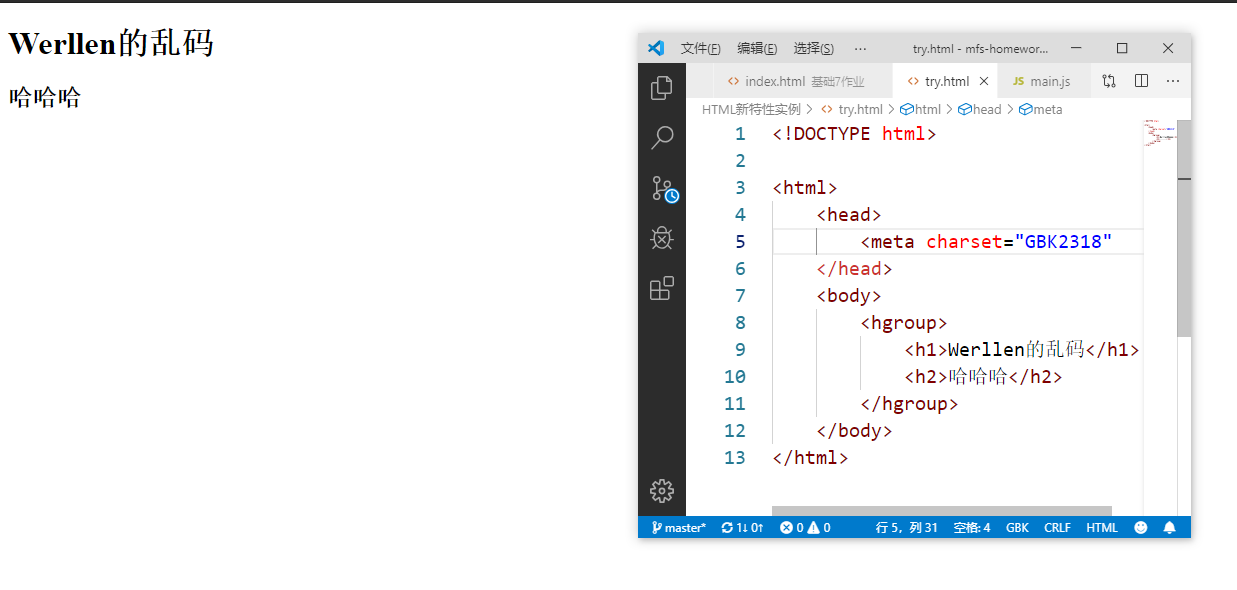 Werllen的乱码
哈哈哈
文件(F) 编辑(E) 选择(S) ··· try.html - mfs-homewor...
index.html 基础7作业 try.html JS main.js ···
HTML新特性实例 > try.html > html > head > meta
1 <!DOCTYPE html>
2
3 <html>
4 <head>
5 <meta charset="GBK2318"
6 </head>
7 <body>
8 <hgroup>
9 <h1>Werllen的乱码</h1>
10 <h2>哈哈哈</h2>
11 </hgroup>
12 </body>
13 </html>
master* 1↓ 0↑ 0 0 行 5，列 31 空格: 4 GBK CRLF HTML